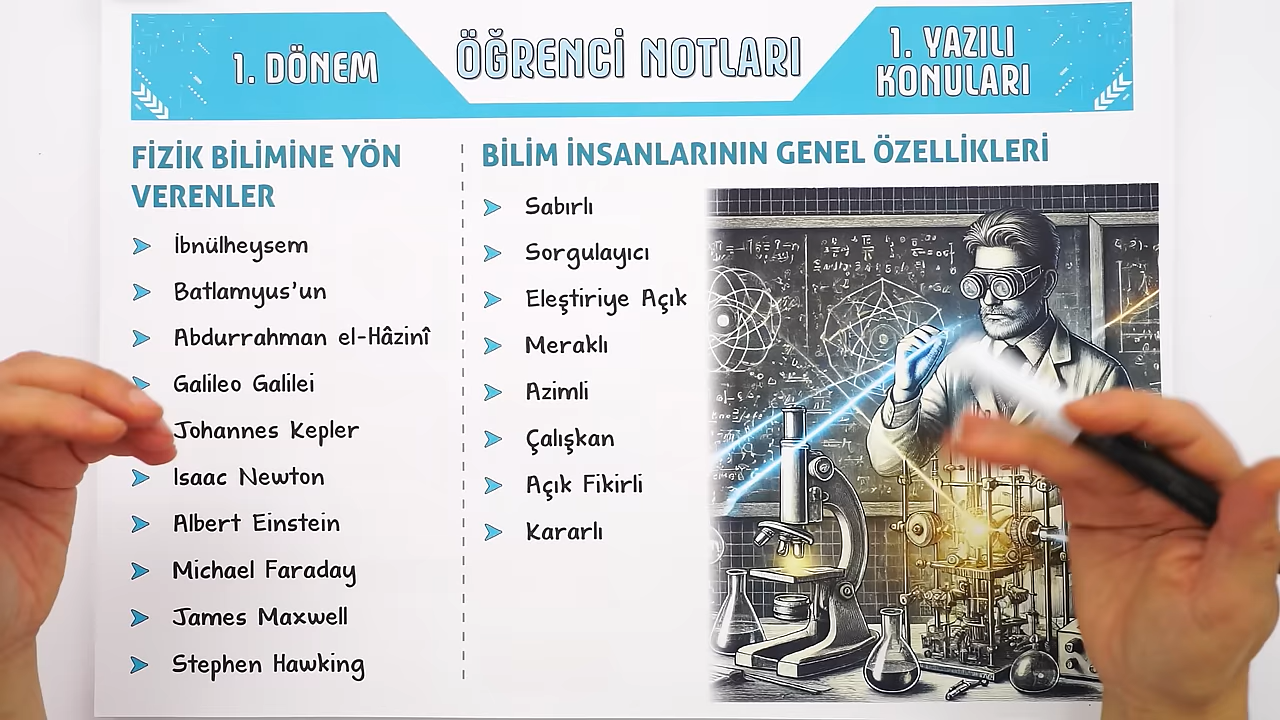 1. DÖNEM
ÖĞRENCİ NOTLARI
1. YAZILI
KONULARI
FİZİK BİLİMİNE YÖN
VERENLER
İbnülheysem
Batlamyus'un
Abdurrahman el-Hâzinî
Galileo Galilei
Johannes Kepler
Isaac Newton
Albert Einstein
Michael Faraday
James Maxwell
Stephen Hawking
BİLİM İNSANLARININ GENEL ÖZELLİKLERİ
Sabırlı
Sorgulayıcı
Eleştiriye Açık
Meraklı
Azimli
Çalışkan
Açık Fikirli
Kararlı